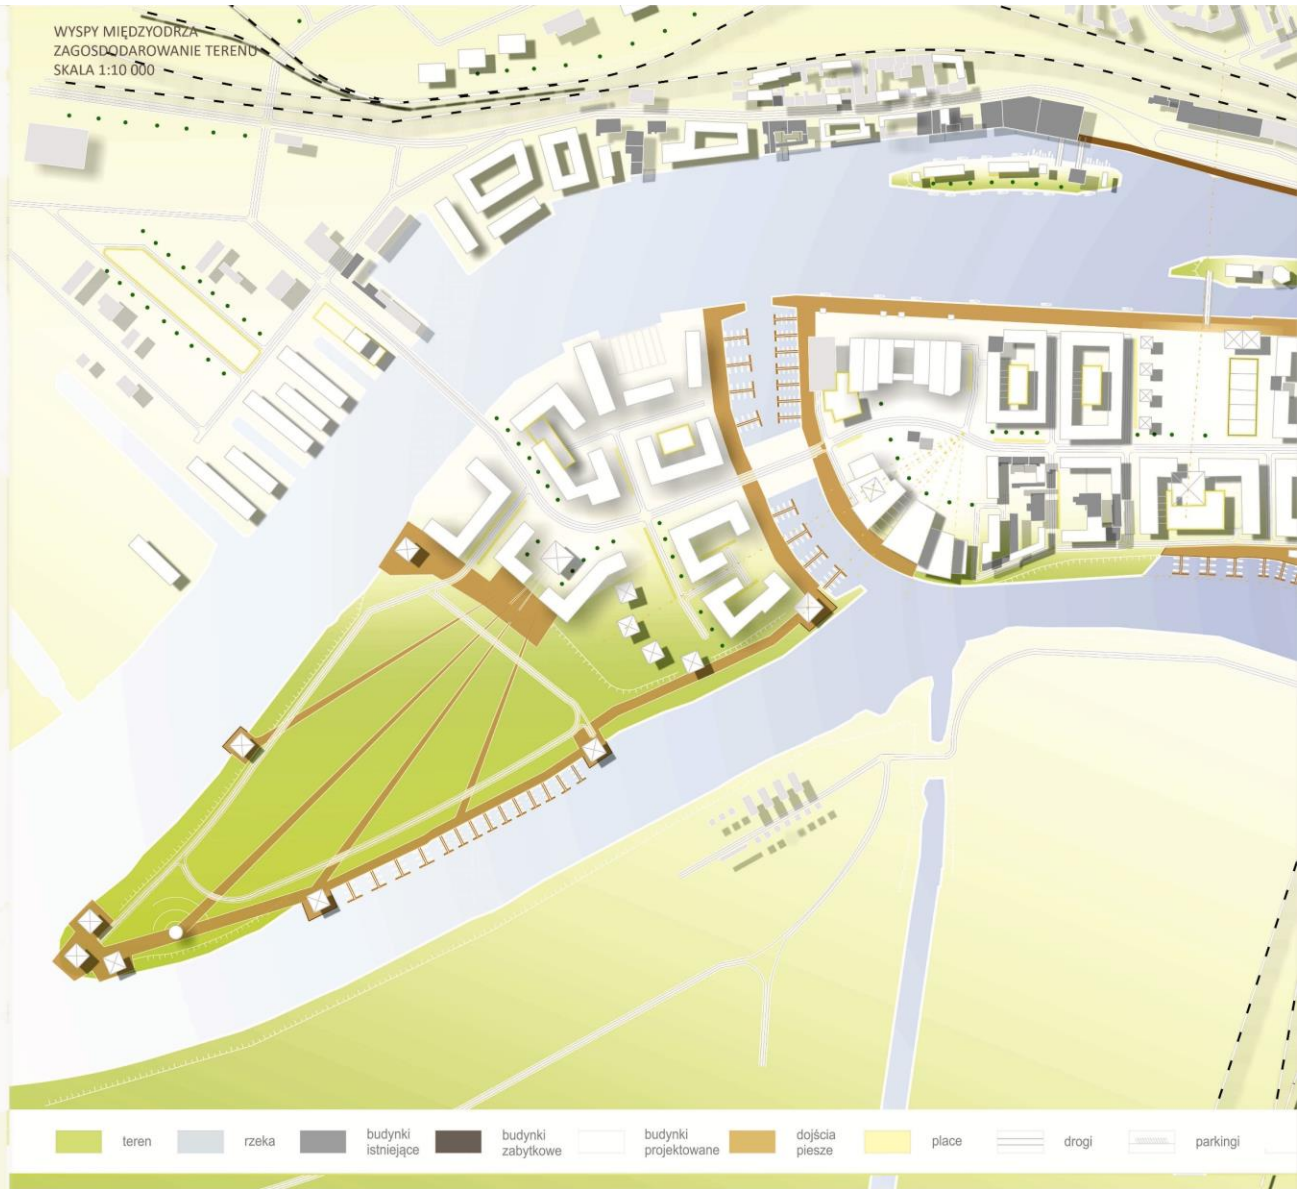 WYSPY MIĘDZYODRZA
ZAGOSDODAROWANIE TERENU
SKALA 1:10 000
teren
rzeka
budynki
istniejące
budynki
zabytkowe
budynki
projektowane
dojścia
piesze
place
drogi
parkingi